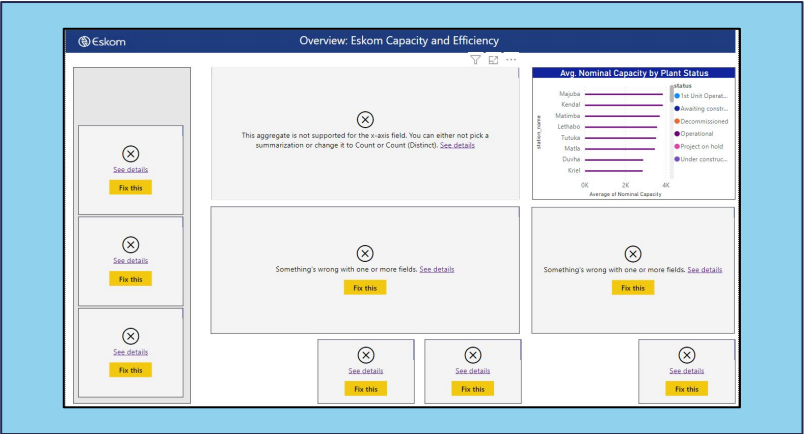 Eskom
Overview: Eskom Capacity and Efficiency
See details
Fix this
See details
Fix this
See details
Fix this
This aggregate is not supported for the x-axis field. You can either not pick a
summarization or change it to Count or Count (Distinct). See details
Avg. Nominal Capacity by Plant Status
station_name
Majuba
Kendal
Matimba
Lethabo
Tutuka
Matla
Duvha
Kriel
0K 2K 4K
Average of Nominal Capacity
status
1st Unit Operat...
Awaiting constr...
Decommissioned
Operational
Project on hold
Under construc...
Something's wrong with one or more fields. See details
Fix this
Something's wrong with one or more fields. See details
Fix this
See details
Fix this
See details
Fix this
See details
Fix this